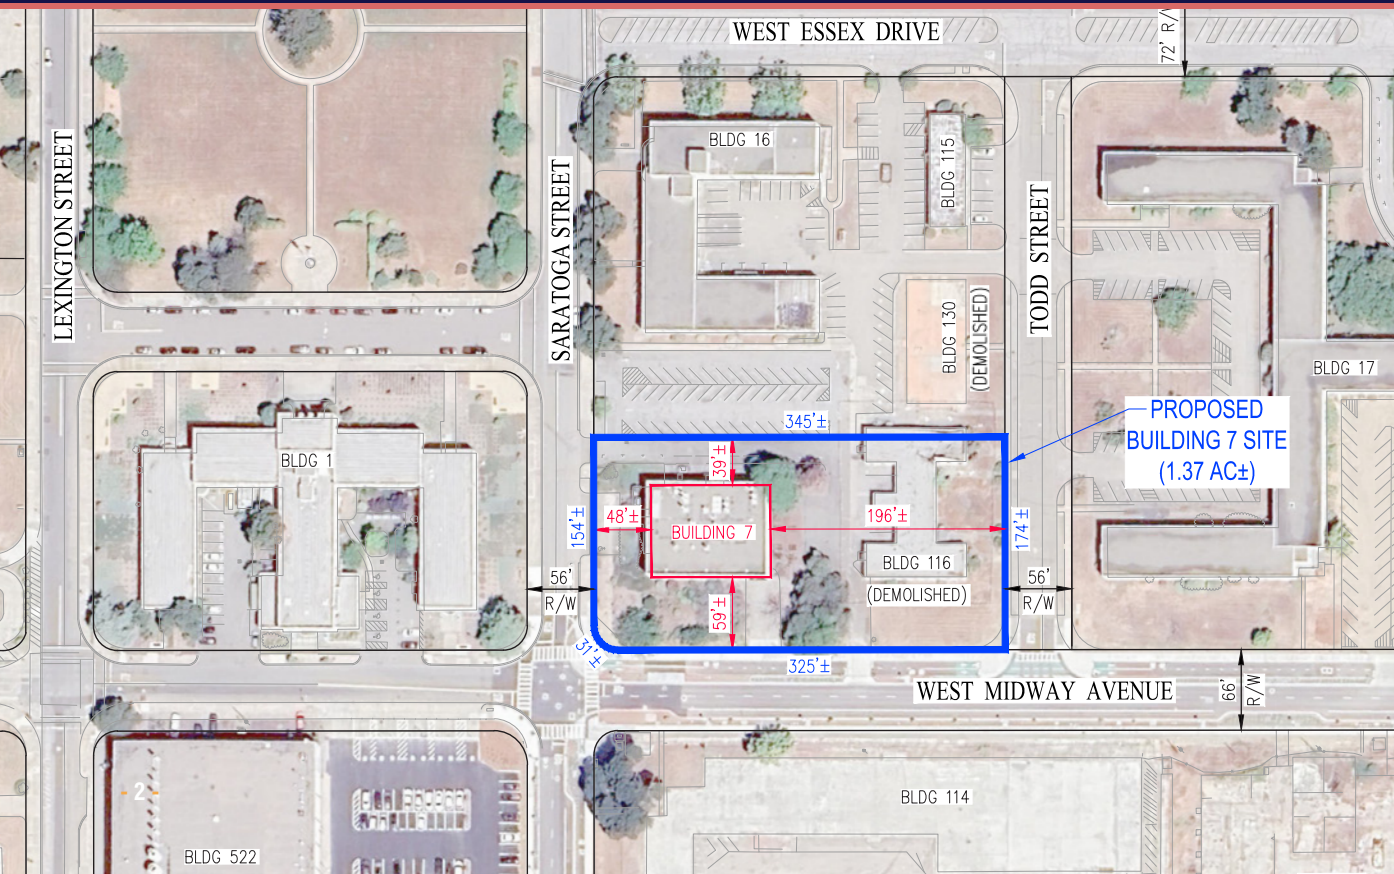 WEST ESSEX DRIVE
72' R/W
LEXINGTON STREET
SARATOGA STREET
TODD STREET
BLDG 16
BLDG 115
BLDG 130
(DEMOLISHED)
BLDG 17
BLDG 1
PROPOSED
BUILDING 7 SITE
(1.37 AC±)
345'±
39'±
154'±
48'±
BUILDING 7
196'±
174'±
BLDG 116
(DEMOLISHED)
56'
R/W
56'
R/W
59'±
31'±
325'±
WEST MIDWAY AVENUE
66'
R/W
2
BLDG 114
BLDG 522